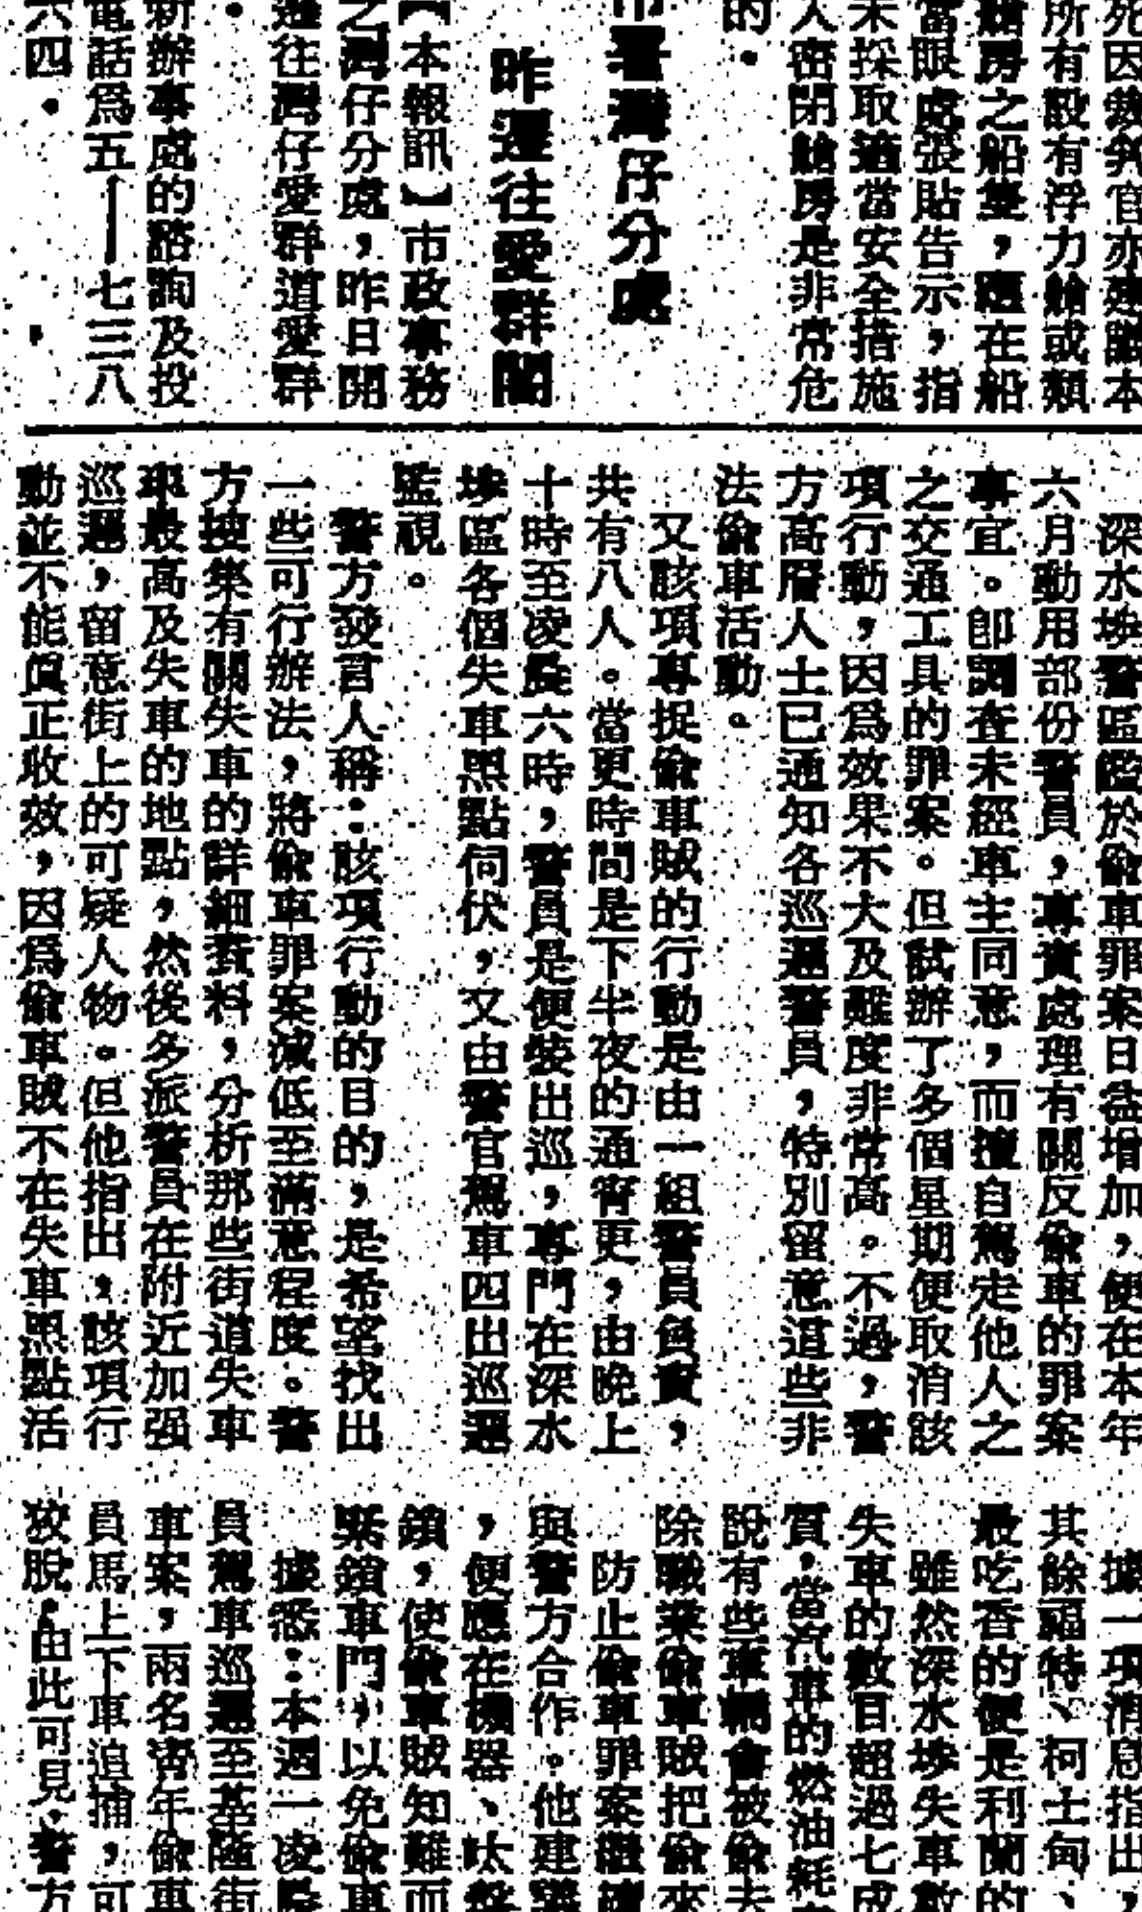 死因裁判官亦建議本
所有設有浮力艙或類
艙房之船隻，應在船
當眼處張貼告示，指
未採取適當安全措施
人密閉艙房是非常危
的。
市署灣仔分處
昨遷往愛群閣
【本報訊】市政事務
之灣仔分處，昨日開
遷往灣仔愛群道愛群
。
新辦事處的諮詢及投
電話爲五——七三八
六四．
深水埗警區鑑於偷車罪案日益增加，便在本年
六月動用部份警員，專責處理有關反偷車的罪案
事宜。即調查未經車主同意，而擅自駕走他人之
之交通工具的罪案。但試辦了多個星期便取消該
項行動，因爲效果不大及難度非常高。不過，警
方高層人士已通知各巡邏警員，特別留意這些非
法偷車活動。
又該項專捉偷車賊的行動是由一組警員負責，
共有八人。當更時間是下半夜的通宵更，由晚上
十時至凌晨六時，警員是便裝出巡，專門在深水
埗區各個失車黑點伺伏，又由警官駕車四出巡邏
監視。
警方發言人稱：該項行動的目的，是希望找出
一些可行辦法，將偷車罪案減低至滿意程度。警
方搜集有關失車的詳細資料，分析那些街道失車
車最高及失車的地點，然後多派警員在附近加强
巡邏，留意街上的可疑人物。但他指出，該項行
動並不能眞正收效，因爲偷車賊不在失車黑點活
據一項消息指出，
其餘福特、柯士甸、
最吃香的便是利蘭的
雖然深水埗失車數
失車的數目超過七成
質，當汽車的燃油耗
說有些車輛會被偷去
除職業偷車賊把偷來
防止偷車罪案繼續
與警方合作。他建議
，便應在機器、呔盤
鎖，使偷車賊知難而
緊鎖車門，以免偷車
據悉：本週一凌晨
員駕車巡邏至基隆街
車案，兩名青年偷車
員馬上下車追捕，可
狡脫。由此可見，警方